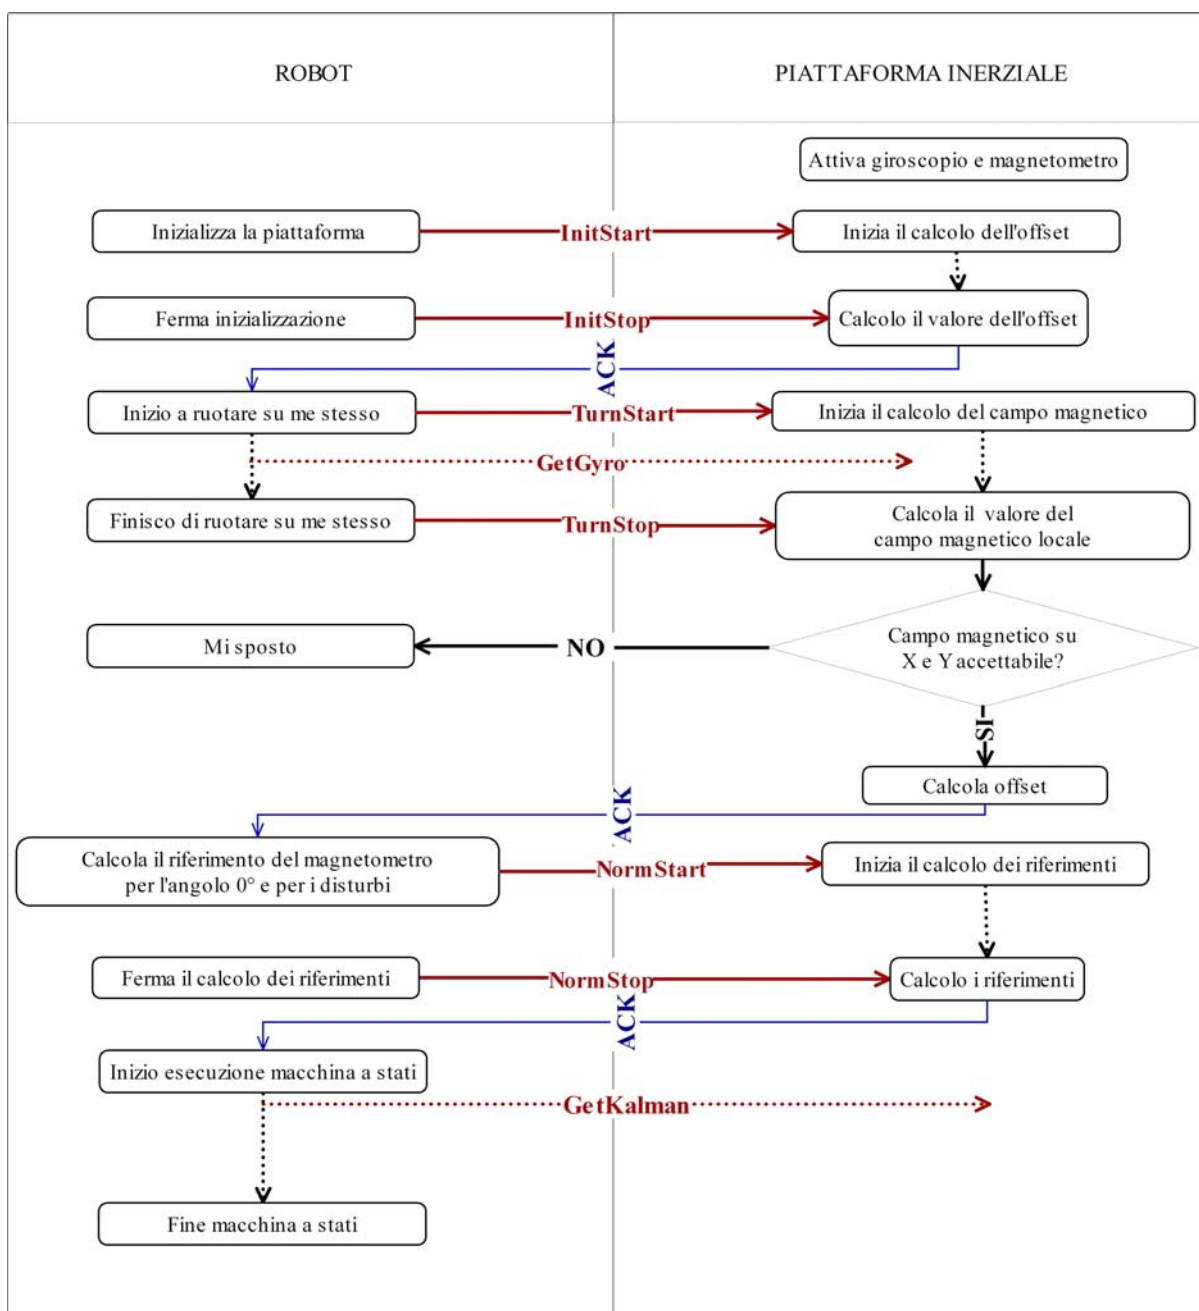 ROBOT
PIATTAFORMA INERZIALE
Attiva giroscopio e magnetometro
Inizializza la piattaforma
InitStart
Inizia il calcolo dell'offset
Ferma inizializzazione
InitStop
Calcolo il valore dell'offset
ACK
Inizio a ruotare su me stesso
TurnStart
Inizia il calcolo del campo magnetico
GetGyro
Finisco di ruotare su me stesso
TurnStop
Calcola il valore del
campo magnetico locale
Mi sposto
NO
Campo magnetico su
X e Y accettabile?
SI
Calcola offset
ACK
Calcola il riferimento del magnetometro
per l'angolo 0° e per i disturbi
NormStart
Inizia il calcolo dei riferimenti
Ferma il calcolo dei riferimenti
NormStop
Calcolo i riferimenti
ACK
Inizio esecuzione macchina a stati
GetKalman
Fine macchina a stati